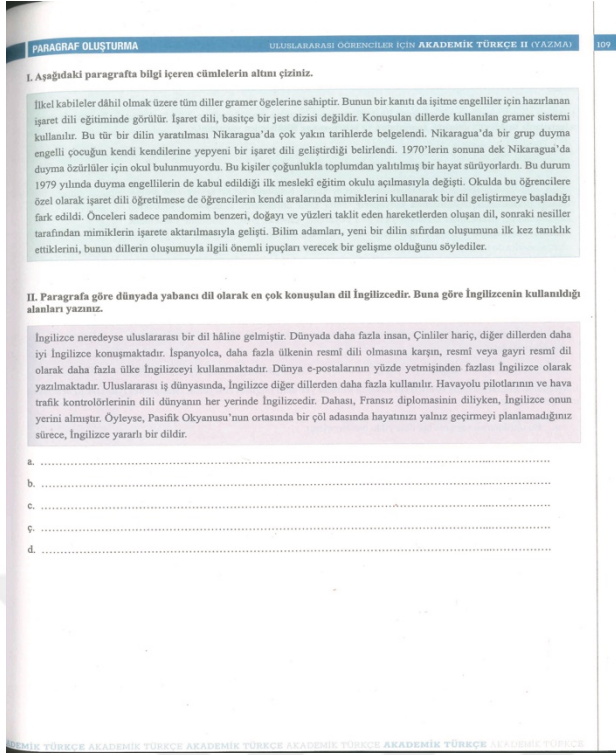 PARAGRAF OLUŞTURMA
ULUSLARARASI ÖĞRENCİLER İÇİN AKADEMİK TÜRKÇE II (YAZMA)
109
I. Aşağıdaki paragrafta bilgi içeren cümlelerin altını çiziniz.
İlkel kabileler dâhil olmak üzere tüm diller gramer ögelerine sahiptir. Bunun bir kanıtı da işitme engelliler için hazırlanan
işaret dili eğitiminde görülür. İşaret dili, basitçe bir jest dizisi değildir. Konuşulan dillerde kullanılan gramer sistemi
kullanılır. Bu tür bir dilin yaratılması Nikaragua’da çok yakın tarihlerde belgelendi. Nikaragua’da bir grup duyma
engelli çocuğun kendi kendilerine yepyeni bir işaret dili geliştirdiği belirlendi. 1970’lerin sonuna dek Nikaragua’da
duyma özürlüler için okul bulunmuyordu. Bu kişiler çoğunlukla toplumdan yalıtılmış bir hayat sürüyorlardı. Bu durum
1979 yılında duyma engellilerin de kabul edildiği ilk meslekî eğitim okulu açılmasıyla değişti. Okulda bu öğrencilere
özel olarak işaret dili öğretilmese de öğrencilerin kendi aralarında mimiklerini kullanarak bir dil geliştirmeye başladığı
fark edildi. Önceleri sadece pandomim benzeri, doğayı ve yüzleri taklit eden hareketlerden oluşan dil, sonraki nesiller
tarafından mimiklerin işarete aktarılmasıyla gelişti. Bilim adamları, yeni bir dilin sıfırdan oluşumuna ilk kez tanıklık
ettiklerini, bunun dillerin oluşumuyla ilgili önemli ipuçları verecek bir gelişme olduğunu söylediler.
II. Paragrafa göre dünyada yabancı dil olarak en çok konuşulan dil İngilizcedir. Buna göre İngilizcenin kullanıldığı
alanları yazınız.
İngilizce neredeyse uluslararası bir dil hâline gelmiştir. Dünyada daha fazla insan, Çinliler hariç, diğer dillerden daha
iyi İngilizce konuşmaktadır. İspanyolca, daha fazla ülkenin resmî dili olmasına karşın, resmî veya gayri resmî dil
olarak daha fazla ülke İngilizceyi kullanmaktadır. Dünya e-postalarının yüzde yetmişinden fazlası İngilizce olarak
yazılmaktadır. Uluslararası iş dünyasında, İngilizce diğer dillerden daha fazla kullanılır. Havayolu pilotlarının ve hava
trafik kontrolörlerinin dili dünyanın her yerinde İngilizcedir. Dahası, Fransız diplomasinin diliyken, İngilizce onun
yerini almıştır. Öyleyse, Pasifik Okyanusu’nun ortasında bir çöl adasında hayatınızı yalnız geçirmeyi planlamadığınız
sürece, İngilizce yararlı bir dildir.
a. ........................................................................
b. ........................................................................
c. ........................................................................
ç. ........................................................................
d. ........................................................................
DEMİK TÜRKÇE AKADEMİK TÜRKÇE AKADEMİK TÜRKÇE AKADEMİK TÜRKÇE AKADEMİK TÜRKÇE AKADEMİK TÜRKÇE